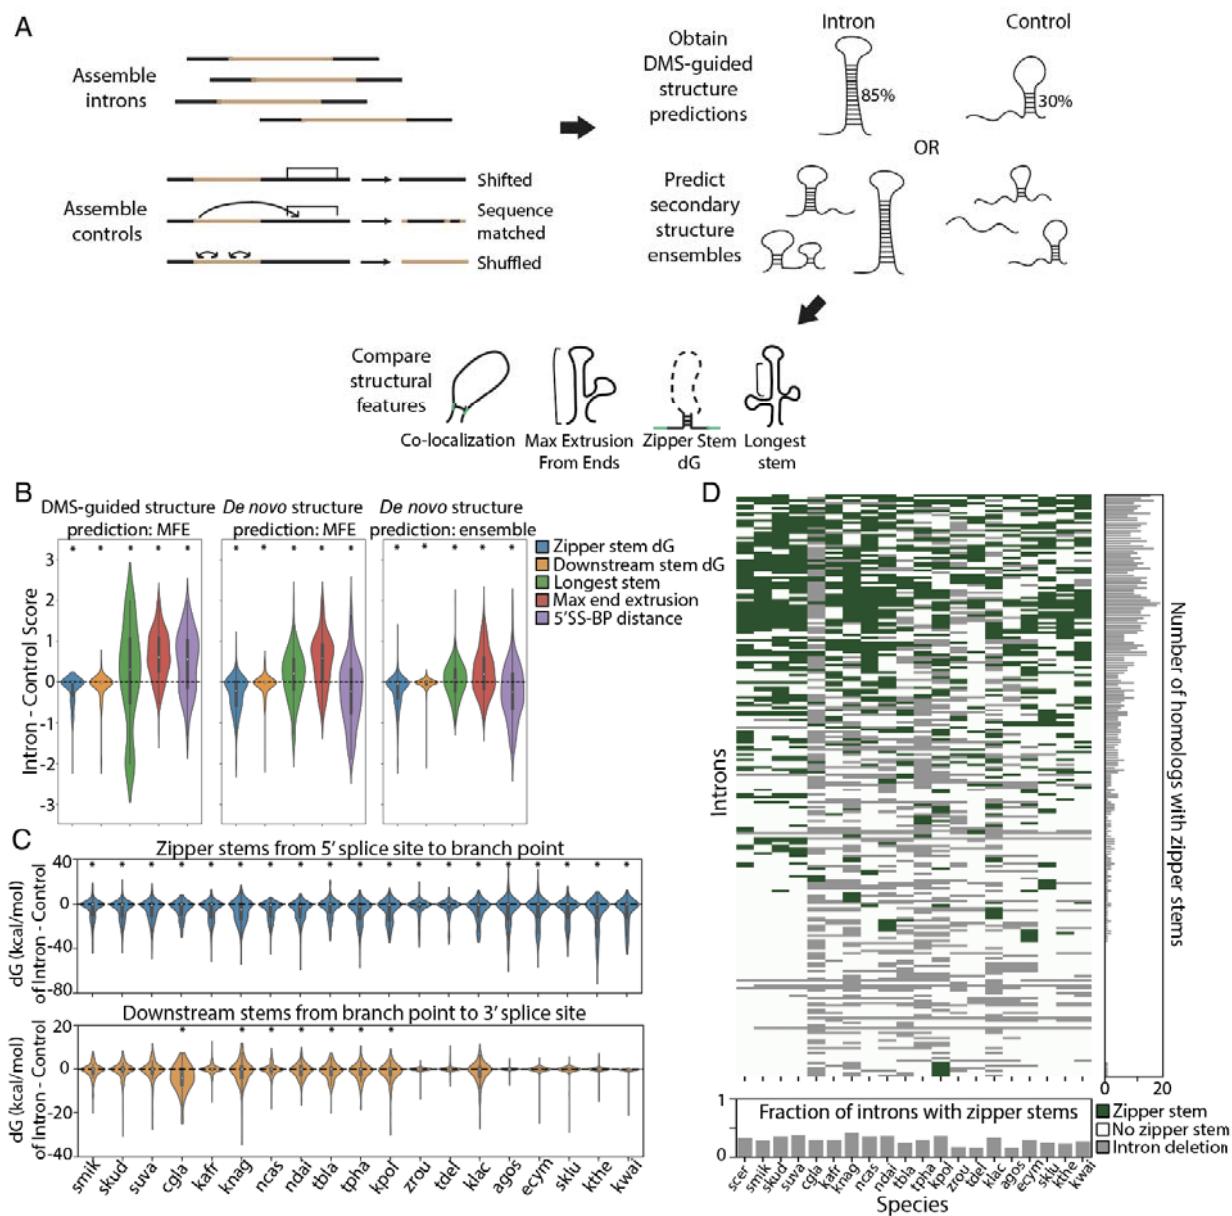 A
Assemble
introns
Assemble
controls
Shifted
Sequence
matched
Shuffled
Obtain
DMS-guided
structure
predictions
Intron
Control
85%
30%
OR
Predict
secondary
structure
ensembles
Compare
structural
features
Co-localization
Max Extrusion
From Ends
Zipper Stem
dG
Longest
stem
B
DMS-guided structure
prediction: MFE
De novo structure
prediction: MFE
De novo structure
prediction: ensemble
Zipper stem dG
Downstream stem dG
Longest stem
Max end extrusion
5'SS-BP distance
Intron - Control Score
3
2
1
0
-1
-2
-3
* * * * *
* * * * *
* * * * *
C
Zipper stems from 5' splice site to branch point
dG (kcal/mol)
of Intron - Control
40
0
-40
-80
* * * * * * * * * * * * * * * * * * *
Downstream stems from branch point to 3' splice site
dG (kcal/mol)
of Intron - Control
20
0
-20
-40
* * * * * * * *
smik skud suva cgla kafr knag ncas ndai tbla tpha kpol zrou tdel klac agos ecym sklu kthe kwal
D
Introns
Number of homologs with zipper stems
0 20
Fraction of introns with zipper stems
1
0
Zipper stem
No zipper stem
Intron deletion
scer smik skud suva cgla kafr knag ncas ndai tbla tpha kpol zrou tdel klac agos ecym sklu kthe kwal
Species